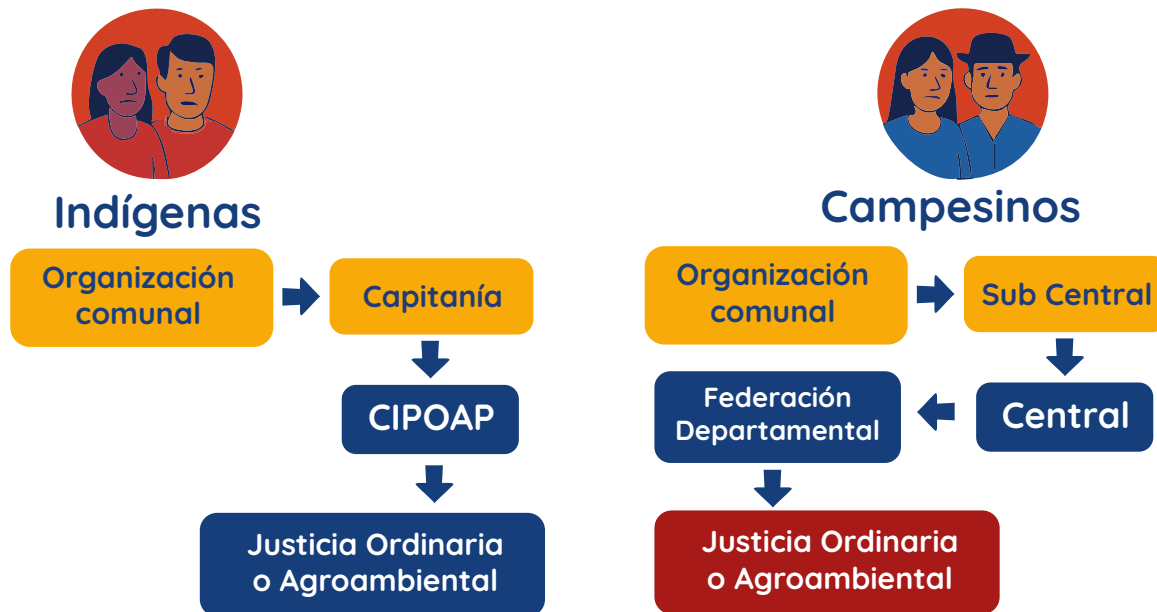 Indígenas
Organización
comunal
Capitanía
CIPOAP
Justicia Ordinaria
o Agroambiental
Campesinos
Organización
comunal
Sub Central
Central
Federación
Departamental
Justicia Ordinaria
o Agroambiental